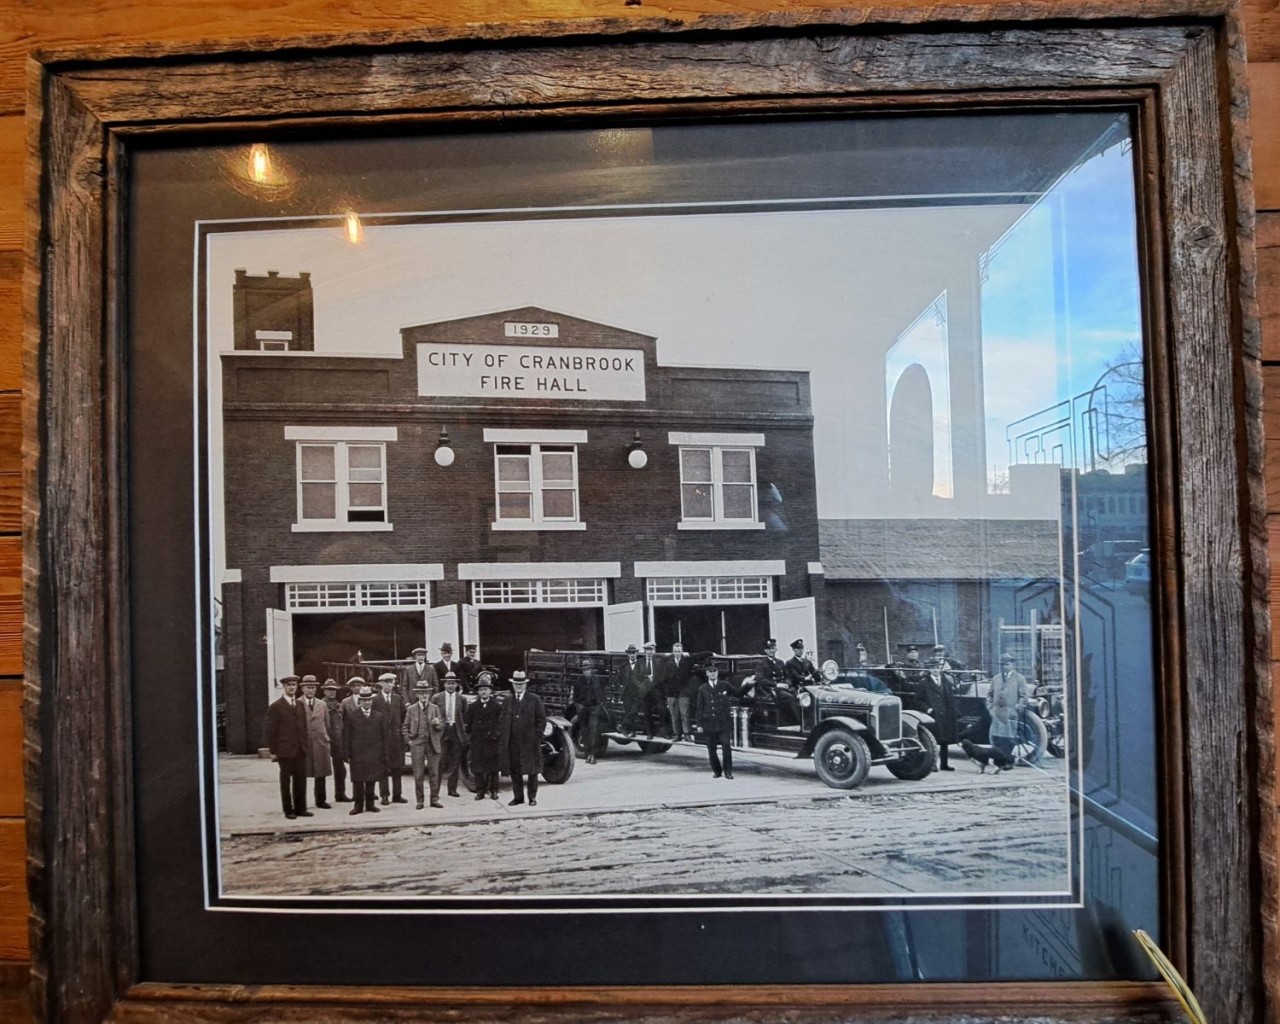 1929
CITY OF CRANBROOK
FIRE HALL